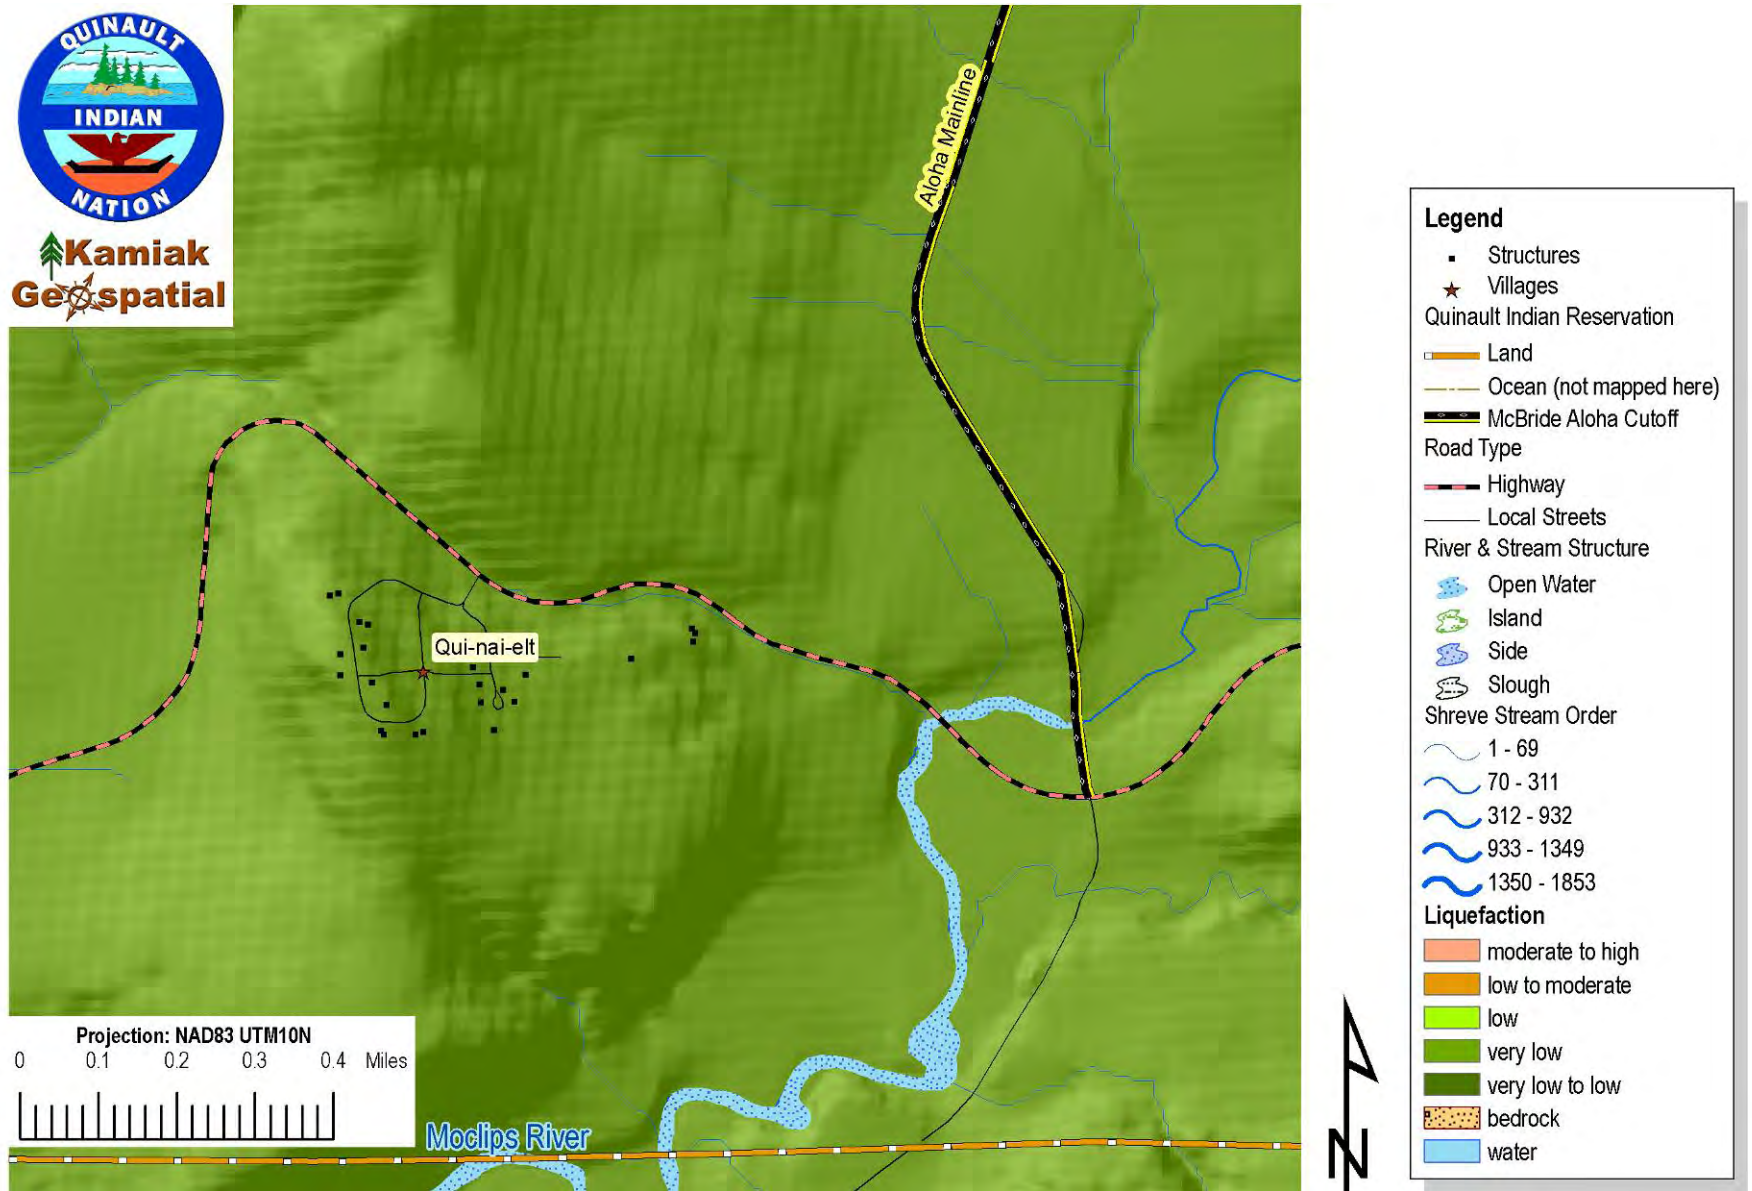 QUINAULT
INDIAN
NATION
Kamiak
Geospatial
Aloha Mainline
Qui-nai-elt
Moclips River
Projection: NAD83 UTM10N
0 0.1 0.2 0.3 0.4 Miles
N
Legend
Structures
Villages
Quinault Indian Reservation
Land
Ocean (not mapped here)
McBride Aloha Cutoff
Road Type
Highway
Local Streets
River & Stream Structure
Open Water
Island
Side
Slough
Shreve Stream Order
1 - 69
70 - 311
312 - 932
933 - 1349
1350 - 1853
Liquefaction
moderate to high
low to moderate
low
very low
very low to low
bedrock
water